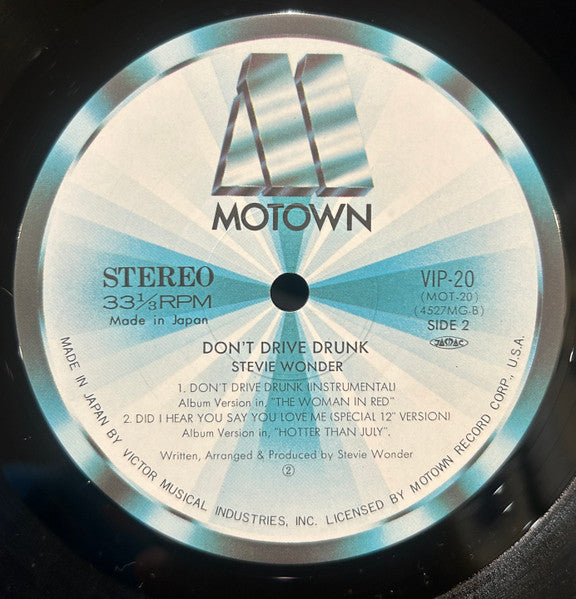 MOTOWN
STEREO
33⅓RPM
Made in Japan
VIP-20
(MOT-20)
(4527MG-B)
SIDE 2
JASRAC
DON'T DRIVE DRUNK
STEVIE WONDER
1. DON'T DRIVE DRUNK (INSTRUMENTAL)
Album Version in, "THE WOMAN IN RED"
2. DID I HEAR YOU SAY YOU LOVE ME (SPECIAL 12" VERSION)
Album Version in, "HOTTER THAN JULY".
Written, Arranged & Produced by Stevie Wonder
②
MADE IN JAPAN BY VICTOR MUSICAL INDUSTRIES, INC. LICENSED BY MOTOWN RECORD CORP., U.S.A.